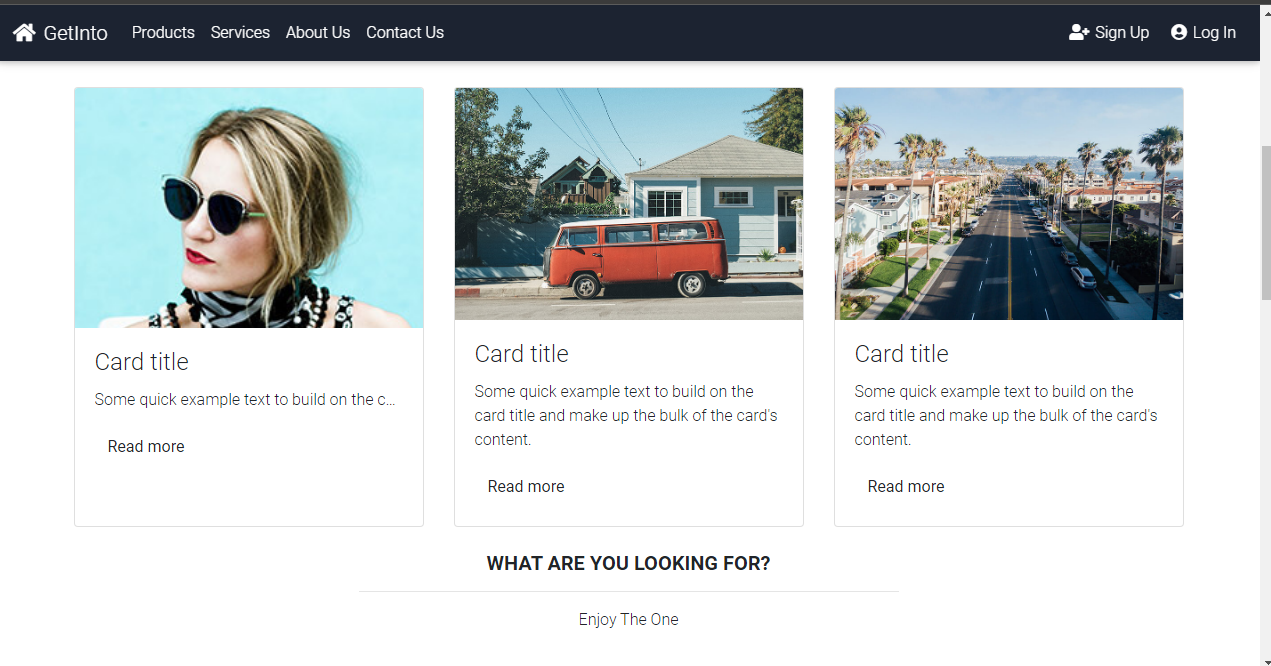 GetInto Products Services About Us Contact Us Sign Up Log In
Card title
Some quick example text to build on the c...
Read more
Card title
Some quick example text to build on the
card title and make up the bulk of the card's
content.
Read more
Card title
Some quick example text to build on the
card title and make up the bulk of the card's
content.
Read more
WHAT ARE YOU LOOKING FOR?
Enjoy The One